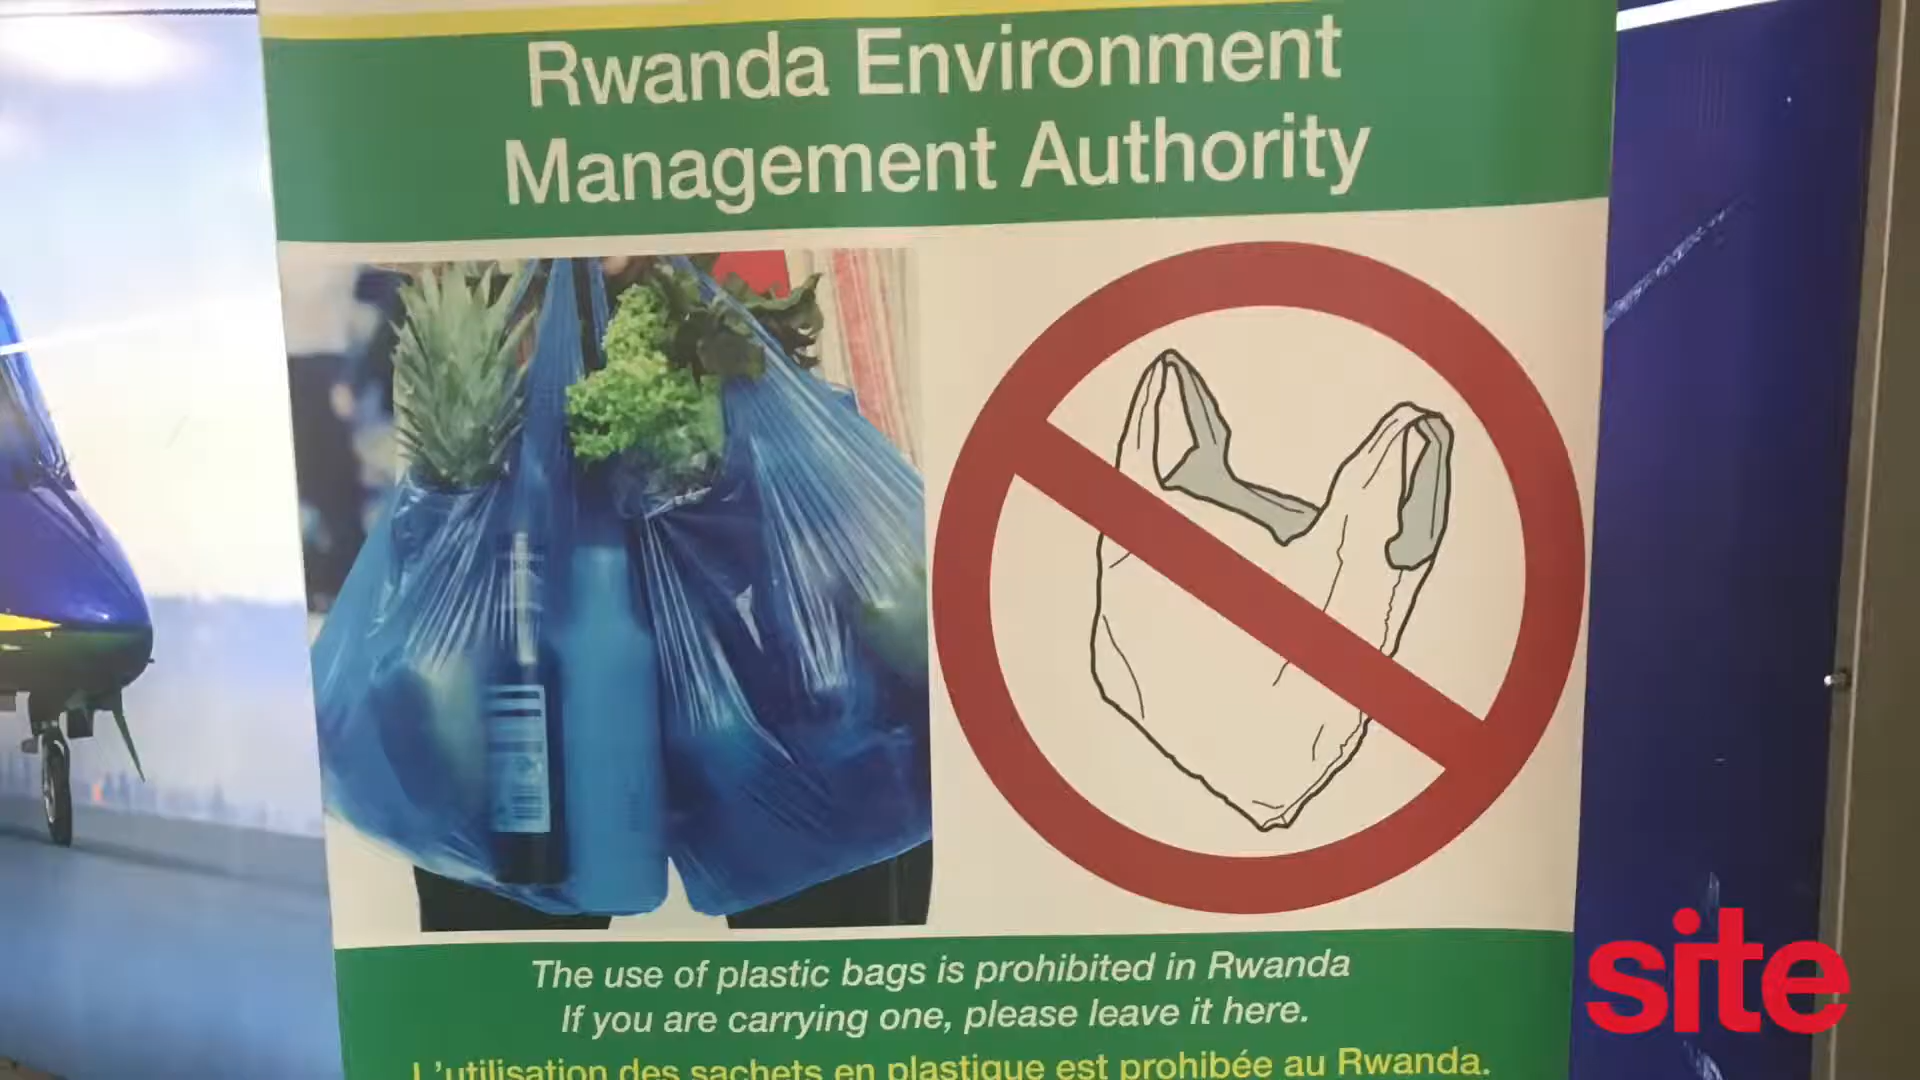 Rwanda Environment
Management Authority
The use of plastic bags is prohibited in Rwanda
If you are carrying one, please leave it here.
L'utilisation des sachets en plastique est prohibée au Rwanda.
site